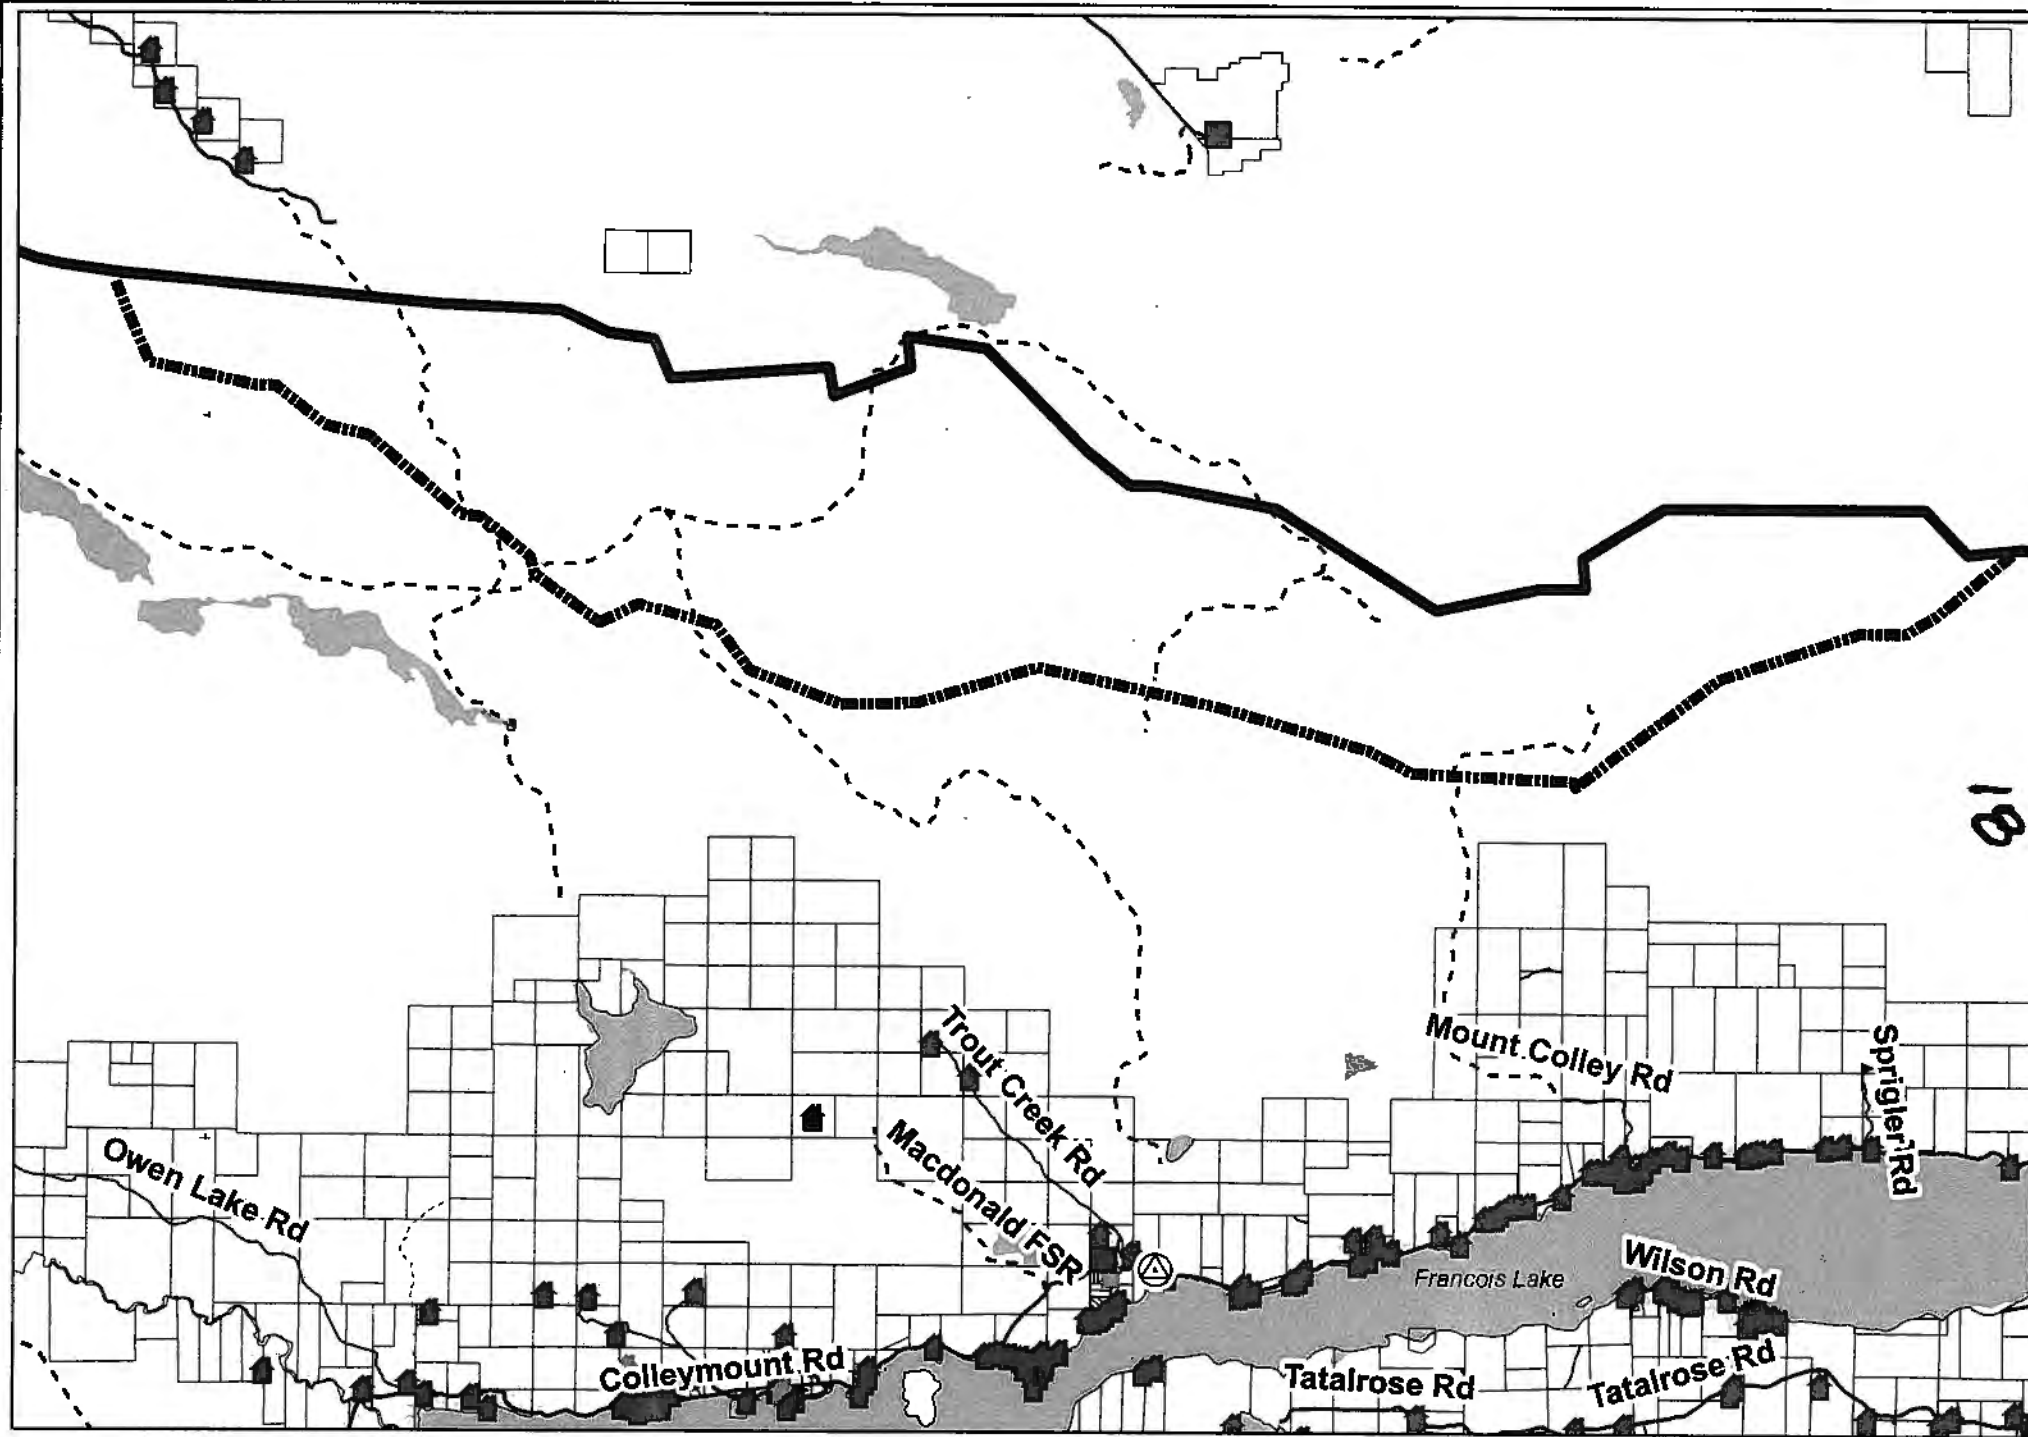 18
Mount Colley Rd
Sprigler Rd
Trout Creek Rd
Macdonald FSR
Owen Lake Rd
Wilson Rd
Francois Lake
Colleymount Rd
Tatalrose Rd
Tatalrose Rd